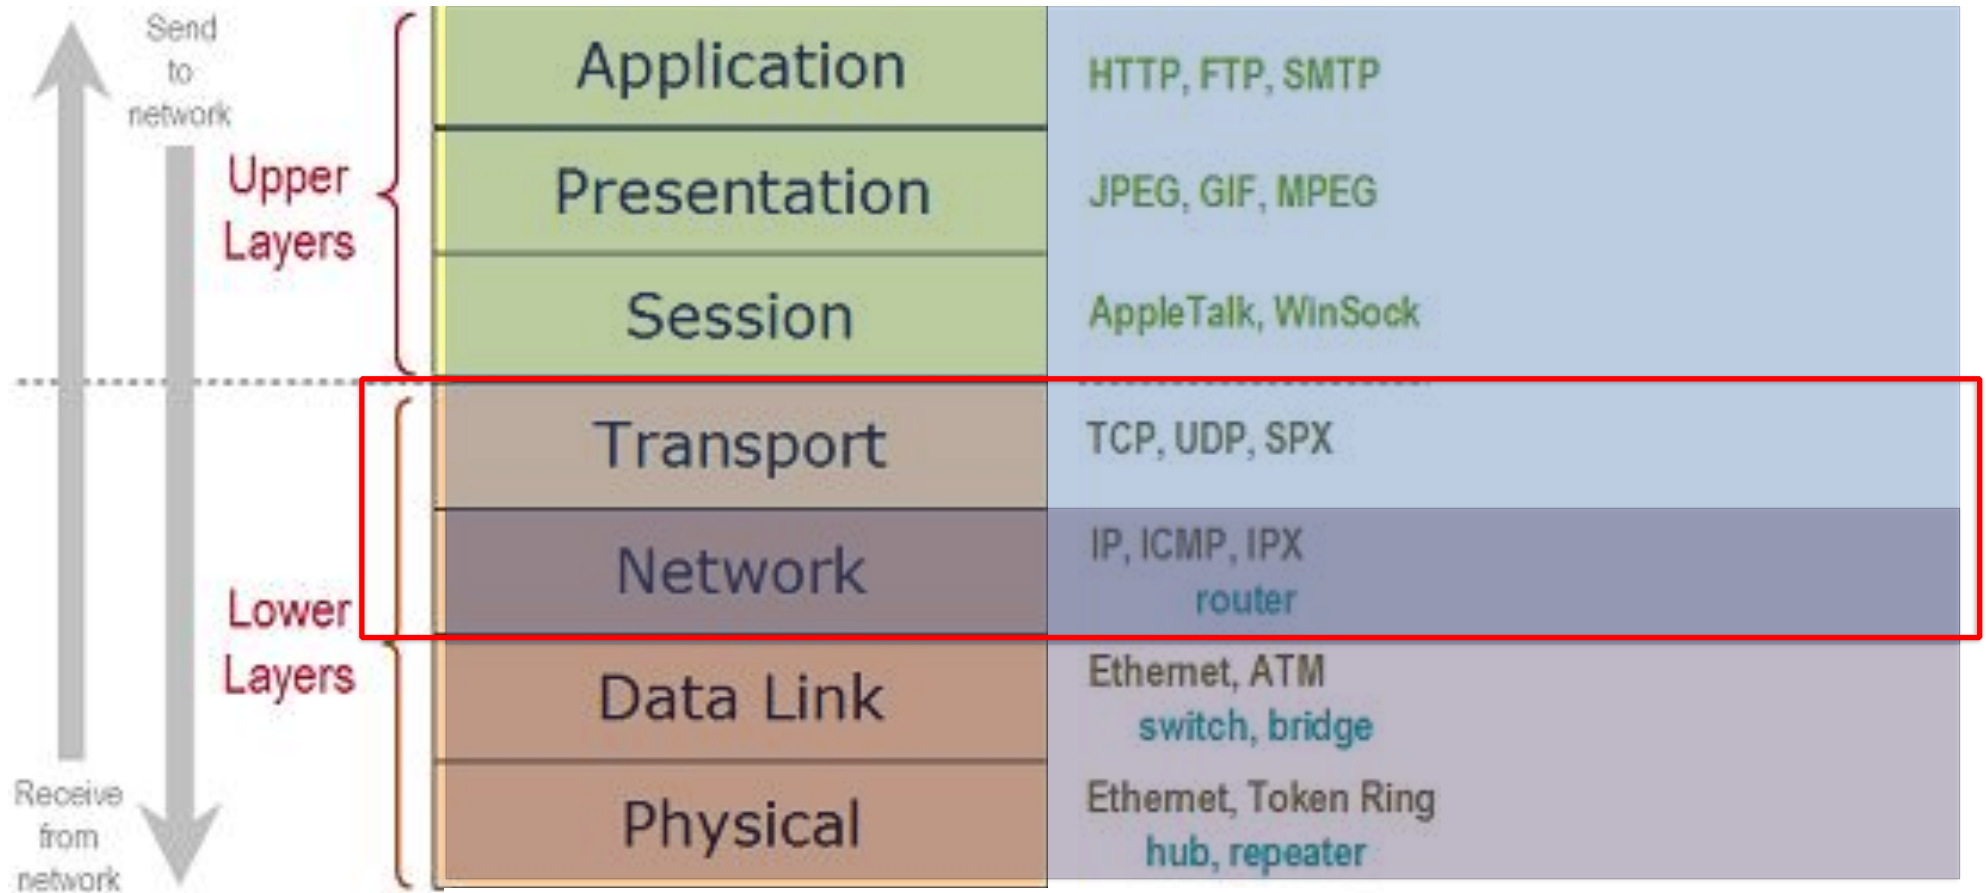 Send
to
network
Upper
Layers
Application
HTTP, FTP, SMTP
Presentation
JPEG, GIF, MPEG
Session
AppleTalk, WinSock
Transport
TCP, UDP, SPX
Network
IP, ICMP, IPX
router
Lower
Layers
Data Link
Ethernet, ATM
switch, bridge
Physical
Ethernet, Token Ring
hub, repeater
Receive
from
network